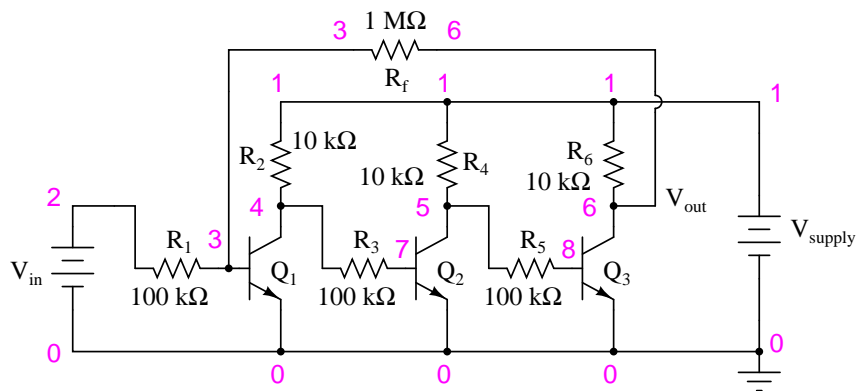 1 MΩ
3 6
R_f
1 1 1 1
R_2 10 kΩ
10 kΩ R_4
R_6
10 kΩ
2 4 5 6
V_out
V_in
R_1 3
100 kΩ
Q_1
R_3 7
100 kΩ
Q_2
R_5 8
100 kΩ
Q_3
V_supply
0 0 0 0 0